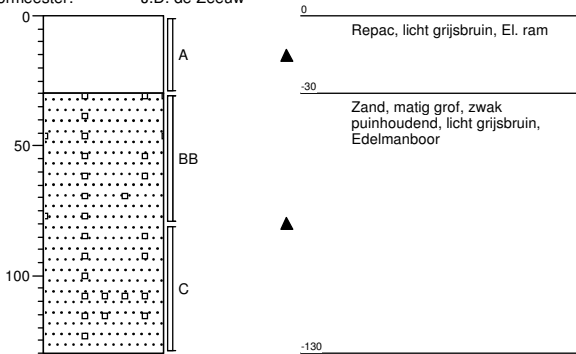 J.D. de Zeeuw
0
50
100
A
BB
C
0
Repac, licht grijsbruin, El. ram
-30
Zand, matig grof, zwak
puinhoudend, licht grijsbruin,
Edelmanboor
-130